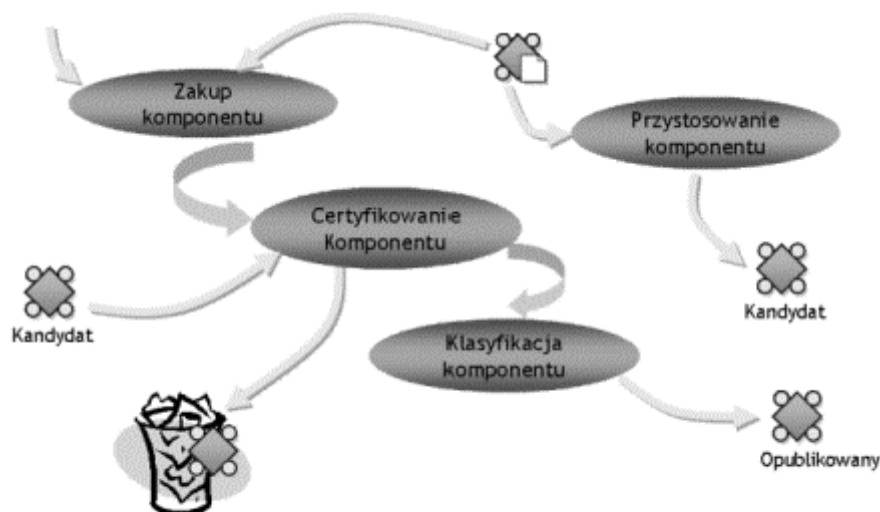 Zakup
komponentu
Przystosowanie
komponentu
Certyfikowanie
Komponentu
Kandydat
Kandydat
Klasyfikacja
komponentu
Opublikowany